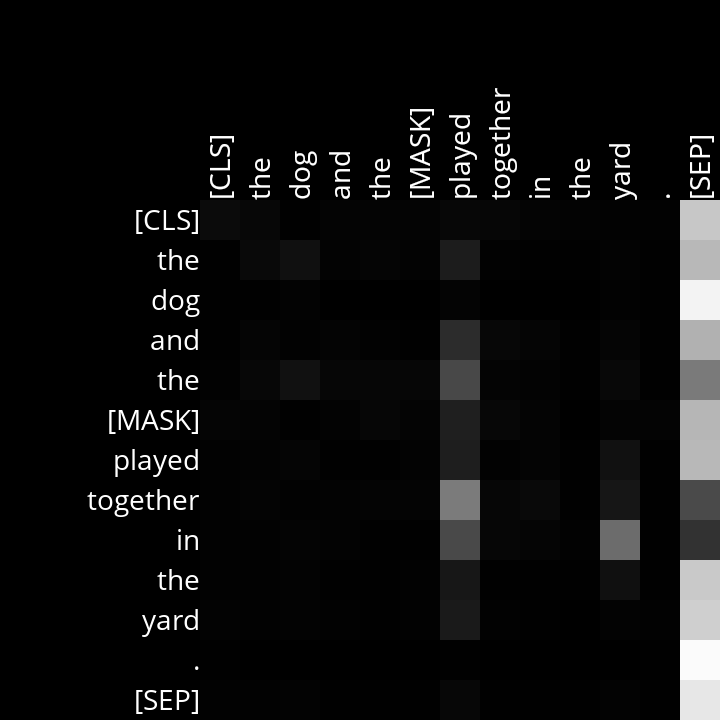 [CLS]
the
dog
and
the
[MASK]
played
together
in
the
yard
.
[SEP]
[CLS]
the
dog
and
the
[MASK]
played
together
in
the
yard
.
[SEP]